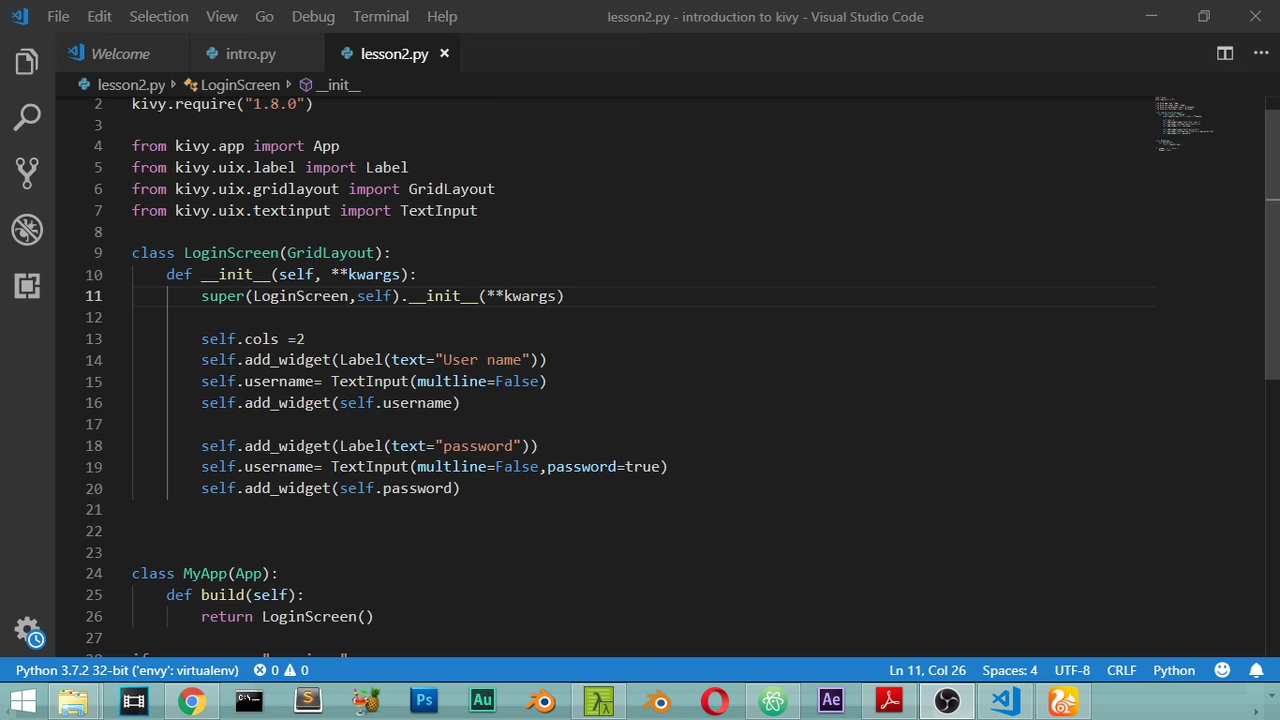 File Edit Selection View Go Debug Terminal Help lesson2.py - introduction to kivy - Visual Studio Code
Welcome intro.py lesson2.py
lesson2.py LoginScreen __init__
2 kivy.require("1.8.0")
3
4 from kivy.app import App
5 from kivy.uix.label import Label
6 from kivy.uix.gridlayout import GridLayout
7 from kivy.uix.textinput import TextInput
8
9 class LoginScreen(GridLayout):
10 def __init__(self, **kwargs):
11 super(LoginScreen,self).__init__(**kwargs)
12
13 self.cols =2
14 self.add_widget(Label(text="User name"))
15 self.username= TextInput(multline=False)
16 self.add_widget(self.username)
17
18 self.add_widget(Label(text="password"))
19 self.username= TextInput(multline=False,password=true)
20 self.add_widget(self.password)
21
22
23
24 class MyApp(App):
25 def build(self):
26 return LoginScreen()
27
Python 3.7.2 32-bit ('envy': virtualenv) 0 0 Ln 11, Col 26 Spaces: 4 UTF-8 CRLF Python
Ps Au Ae